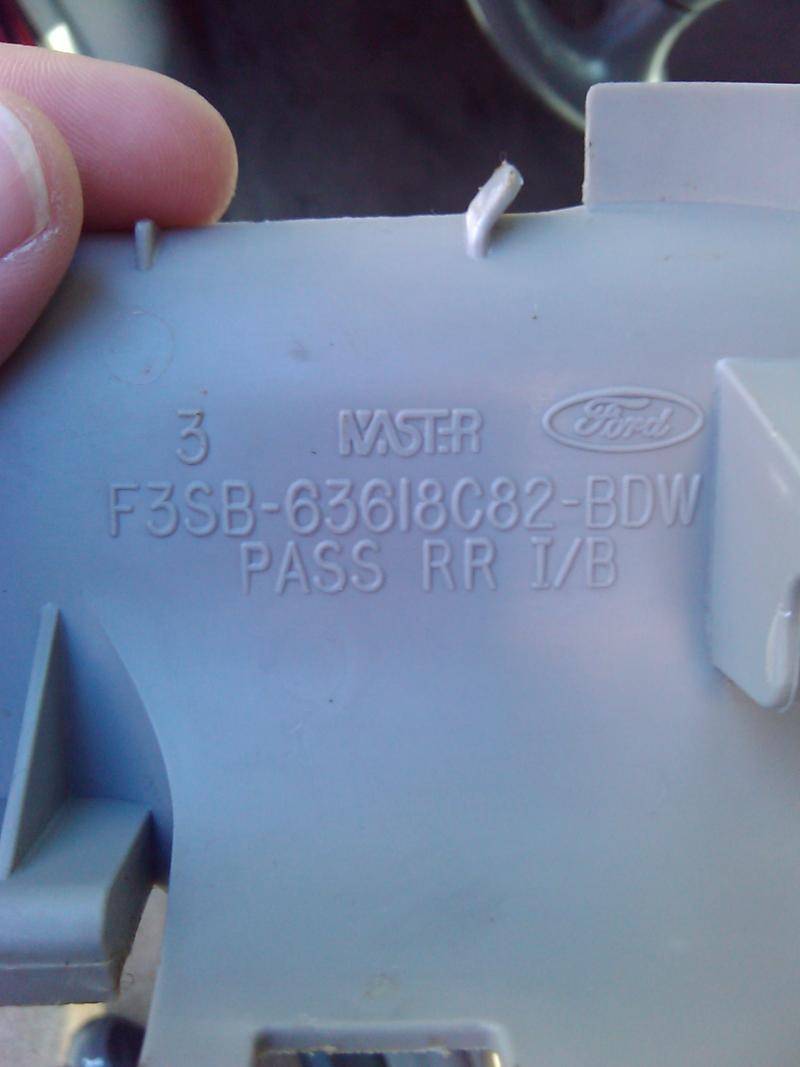 3 MASTER Ford
F3SB-63618C82-BDW
PASS RR I/B